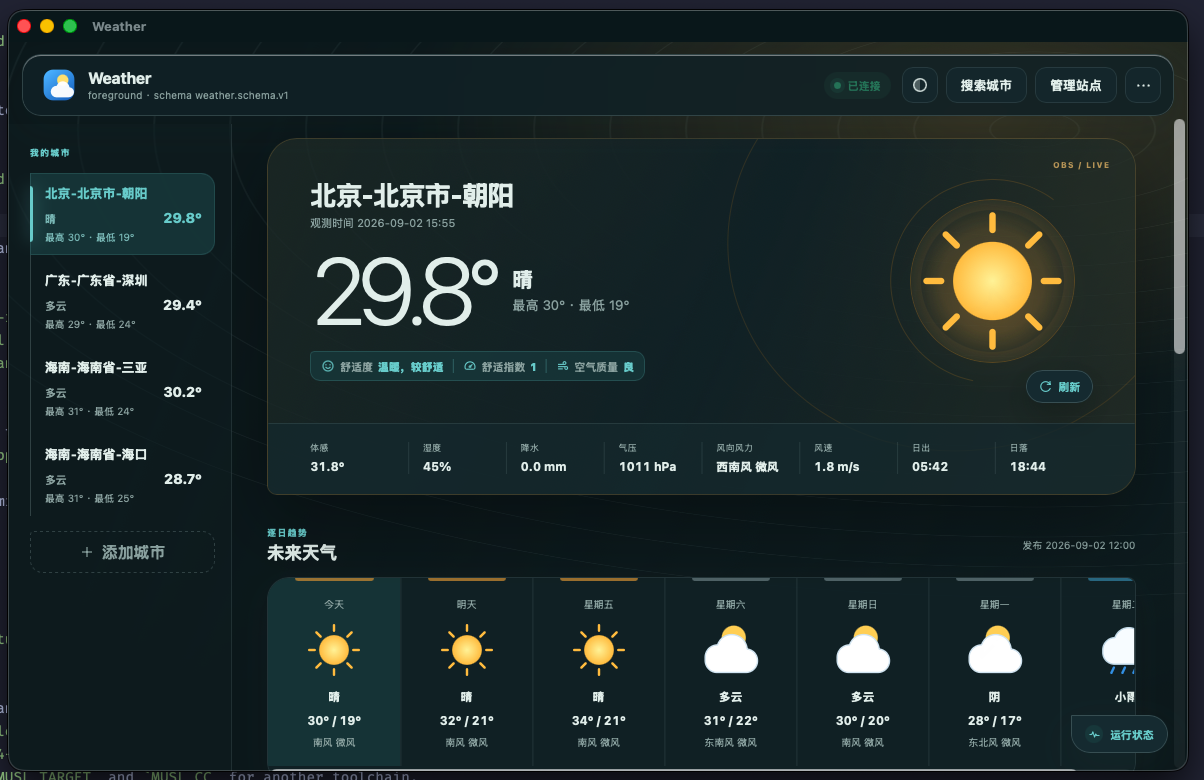 Weather
Weather
foreground · schema weather.schema.v1
已连接
搜索城市
管理站点
···
我的城市
北京-北京市-朝阳
晴 29.8°
最高 30° · 最低 19°
广东-广东省-深圳
多云 29.4°
最高 29° · 最低 24°
海南-海南省-三亚
多云 30.2°
最高 31° · 最低 24°
海南-海南省-海口
多云 28.7°
最高 31° · 最低 25°
+ 添加城市
OBS / LIVE
北京-北京市-朝阳
观测时间 2026-09-02 15:55
29.8° 晴
最高 30° · 最低 19°
舒适度 温暖，较舒适 舒适指数 1 空气质量 良
刷新
体感 湿度 降水 气压 风向风力 风速 日出 日落
31.8° 45% 0.0 mm 1011 hPa 西南风 微风 1.8 m/s 05:42 18:44
逐日趋势
未来天气
发布 2026-09-02 12:00
今天 明天 星期五 星期六 星期日 星期一 星期
晴 晴 晴 多云 多云 阴 小
30° / 19° 32° / 21° 34° / 21° 31° / 22° 30° / 20° 28° / 17°
南风 微风 南风 微风 南风 微风 东南风 微风 南风 微风 东北风 微风
运行状态
MUSL_TARGET and `MUSL_CC` for another toolchain.